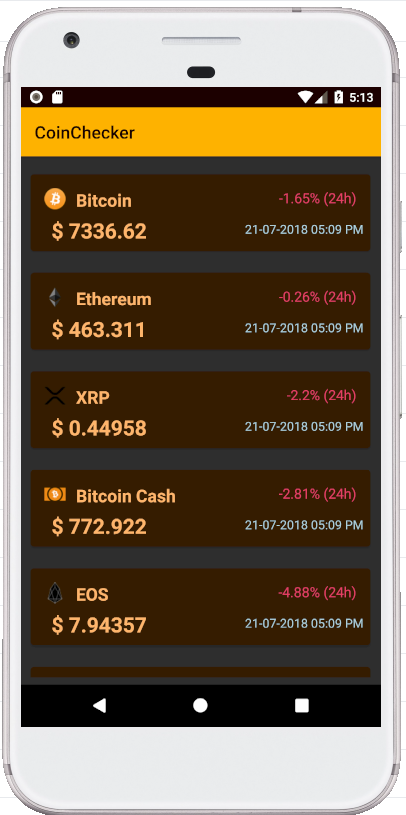 5:13
CoinChecker
Bitcoin -1.65% (24h)
$ 7336.62 21-07-2018 05:09 PM
Ethereum -0.26% (24h)
$ 463.311 21-07-2018 05:09 PM
XRP -2.2% (24h)
$ 0.44958 21-07-2018 05:09 PM
Bitcoin Cash -2.81% (24h)
$ 772.922 21-07-2018 05:09 PM
EOS -4.88% (24h)
$ 7.94357 21-07-2018 05:09 PM